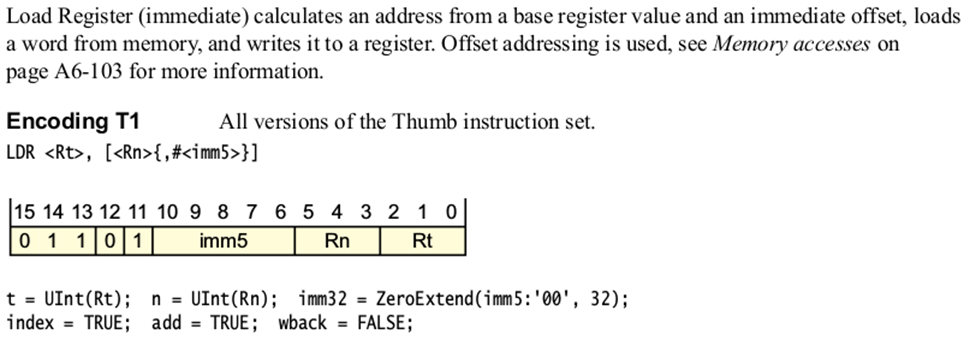 Load Register (immediate) calculates an address from a base register value and an immediate offset, loads
a word from memory, and writes it to a register. Offset addressing is used, see Memory accesses on
page A6-103 for more information.
Encoding T1 All versions of the Thumb instruction set.
LDR <Rt>, [<Rn>{,#<imm5>}]
15 14 13 12 11 10 9 8 7 6 5 4 3 2 1 0
0 1 1 0 1 imm5 Rn Rt
t = UInt(Rt); n = UInt(Rn); imm32 = ZeroExtend(imm5:'00', 32);
index = TRUE; add = TRUE; wback = FALSE;